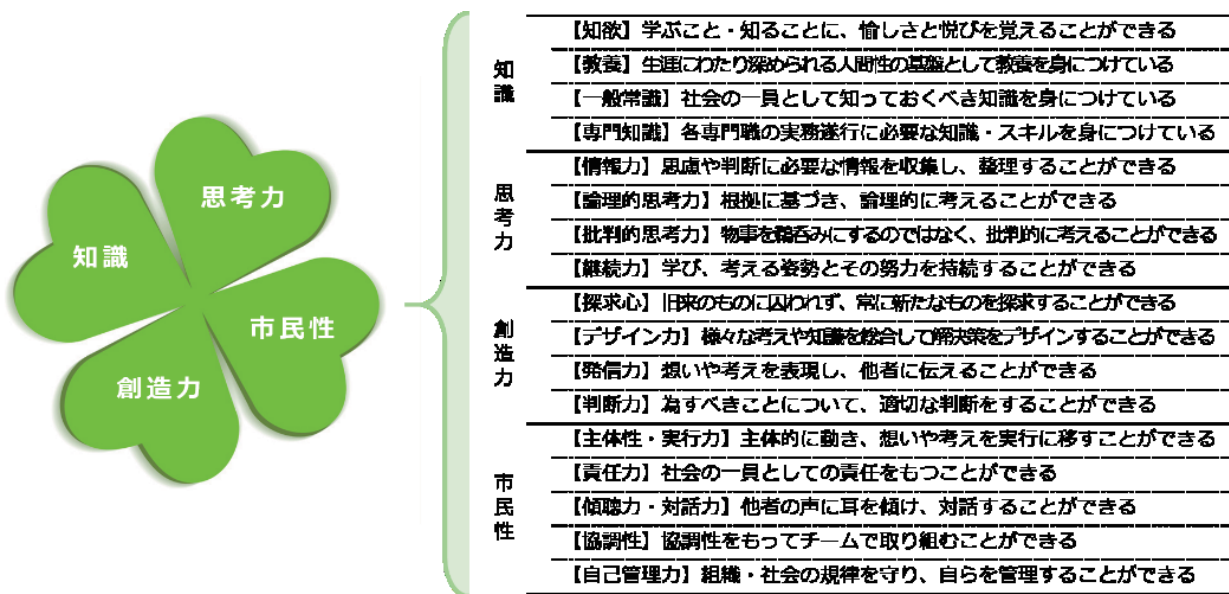 思考力
知識
市民性
創造力
知識
【知欲】学ぶこと・知ることに、愉しさと悦びを覚えることができる
【教養】生涯にわたり深められる人間性の基盤として教養を身につけている
【一般常識】社会の一員として知っておくべき知識を身につけている
【専門知識】各専門職の実務遂行に必要な知識・スキルを身につけている
思考力
【情報力】思慮や判断に必要な情報を収集し、整理することができる
【論理的思考力】根拠に基づき、論理的に考えることができる
【批判的思考力】物事を鵜呑みにするのではなく、批判的に考えることができる
【継続力】学び、考える姿勢とその努力を持続することができる
創造力
【探求心】旧来のものに囚われず、常に新たなものを探求することができる
【デザイン力】様々な考えや知識を総合して解決策をデザインすることができる
【発信力】想いや考えを表現し、他者に伝えることができる
【判断力】為すべきことについて、適切な判断をすることができる
市民性
【主体性・実行力】主体的に動き、想いや考えを実行に移すことができる
【責任力】社会の一員としての責任をもつことができる
【傾聴力・対話力】他者の声に耳を傾け、対話することができる
【協調性】協調性をもってチームで取り組むことができる
【自己管理力】組織・社会の規律を守り、自らを管理することができる